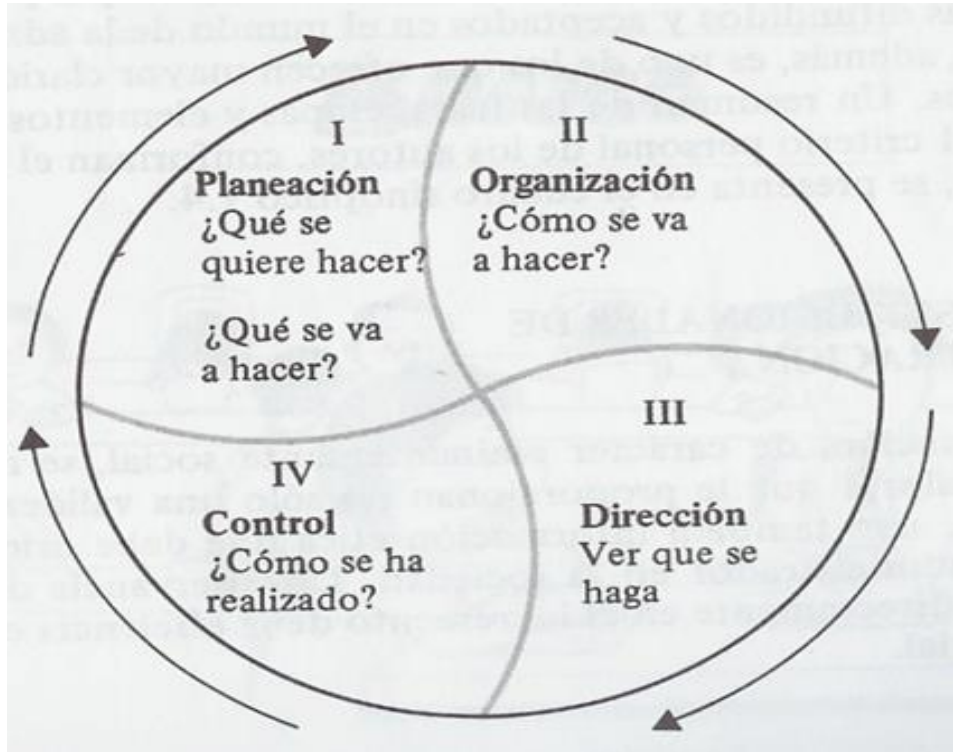 I
Planeación
¿Qué se
quiere hacer?
¿Qué se va
a hacer?
II
Organización
¿Cómo se va
a hacer?
III
Dirección
Ver que se
haga
IV
Control
¿Cómo se ha
realizado?